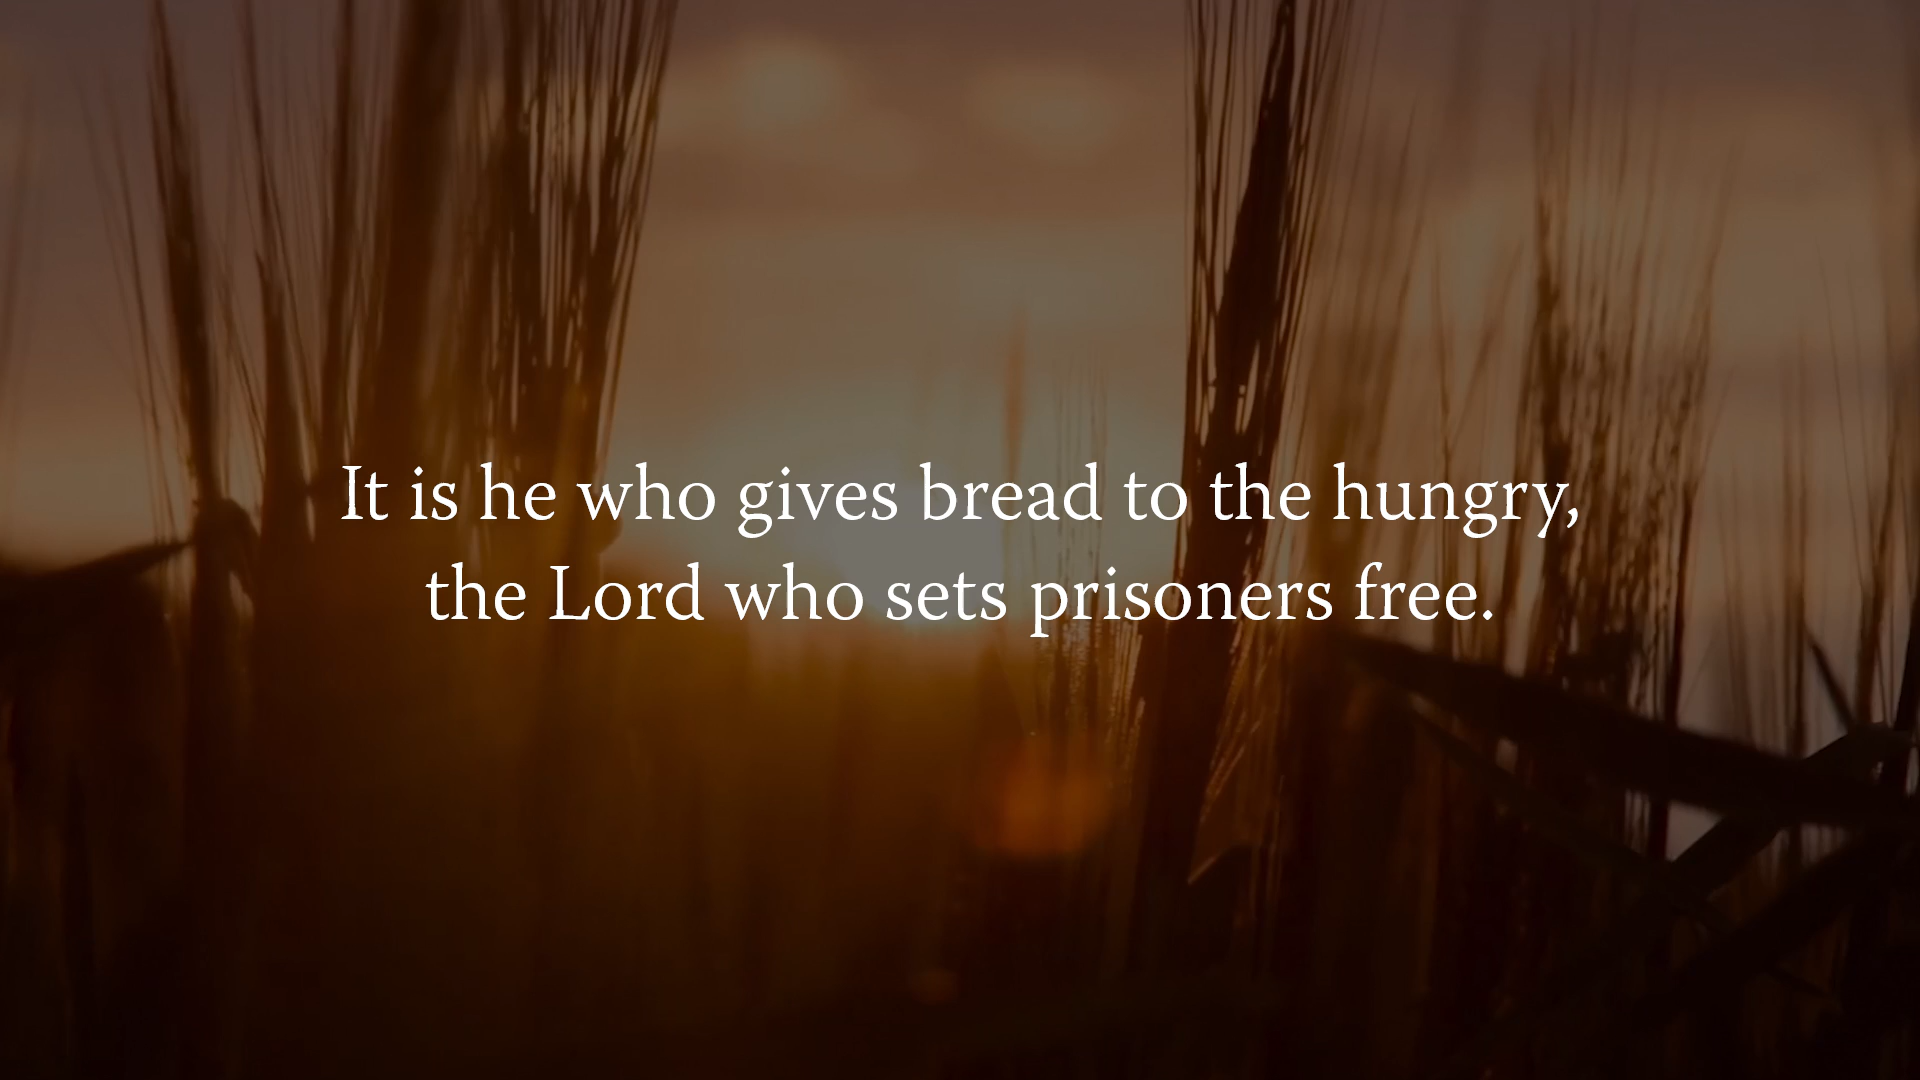 It is he who gives bread to the hungry,
the Lord who sets prisoners free.